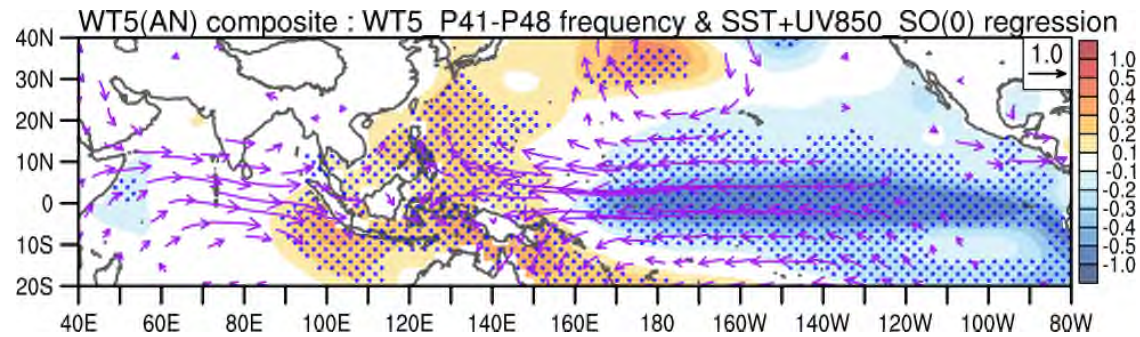 WT5(AN) composite : WT5_P41-P48 frequency & SST+UV850_SO(0) regression
40N
30N
20N
10N
0
10S
20S
40E 60E 80E 100E 120E 140E 160E 180 160W 140W 120W 100W 80W
1.0
1.0
0.5
0.4
0.3
0.2
0.1
-0.1
-0.2
-0.3
-0.4
-0.5
-1.0